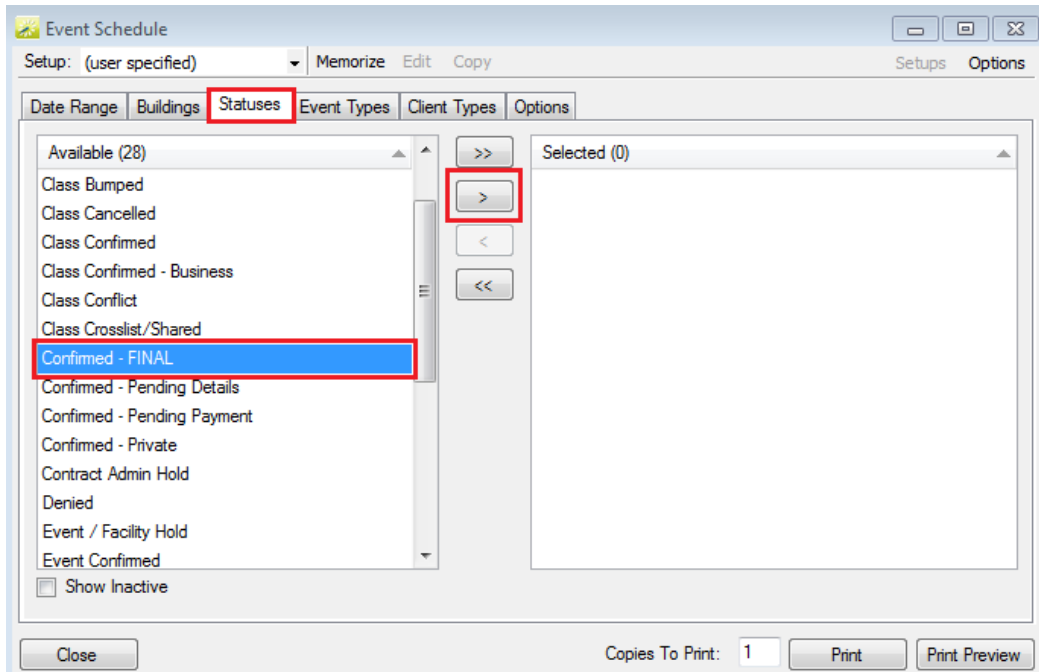 Event Schedule
Setup: (user specified) Memorize Edit Copy Setups Options
Date Range Buildings Statuses Event Types Client Types Options
Available (28) >> Selected (0)
Class Bumped
>
Class Cancelled
Class Confirmed
<
Class Confirmed - Business
<<
Class Conflict
Class Crosslist/Shared
Confirmed - FINAL
Confirmed - Pending Details
Confirmed - Pending Payment
Confirmed - Private
Contract Admin Hold
Denied
Event / Facility Hold
Event Confirmed
Show Inactive
Close Copies To Print: 1 Print Print Preview